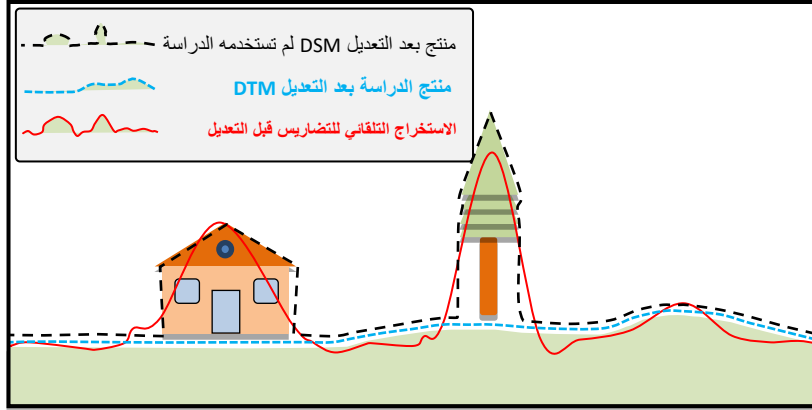 منتج بعد التعديل DSM لم تستخدمه الدراسة
منتج الدراسة بعد التعديل DTM
الاستخراج التلقائي للتضاريس قبل التعديل